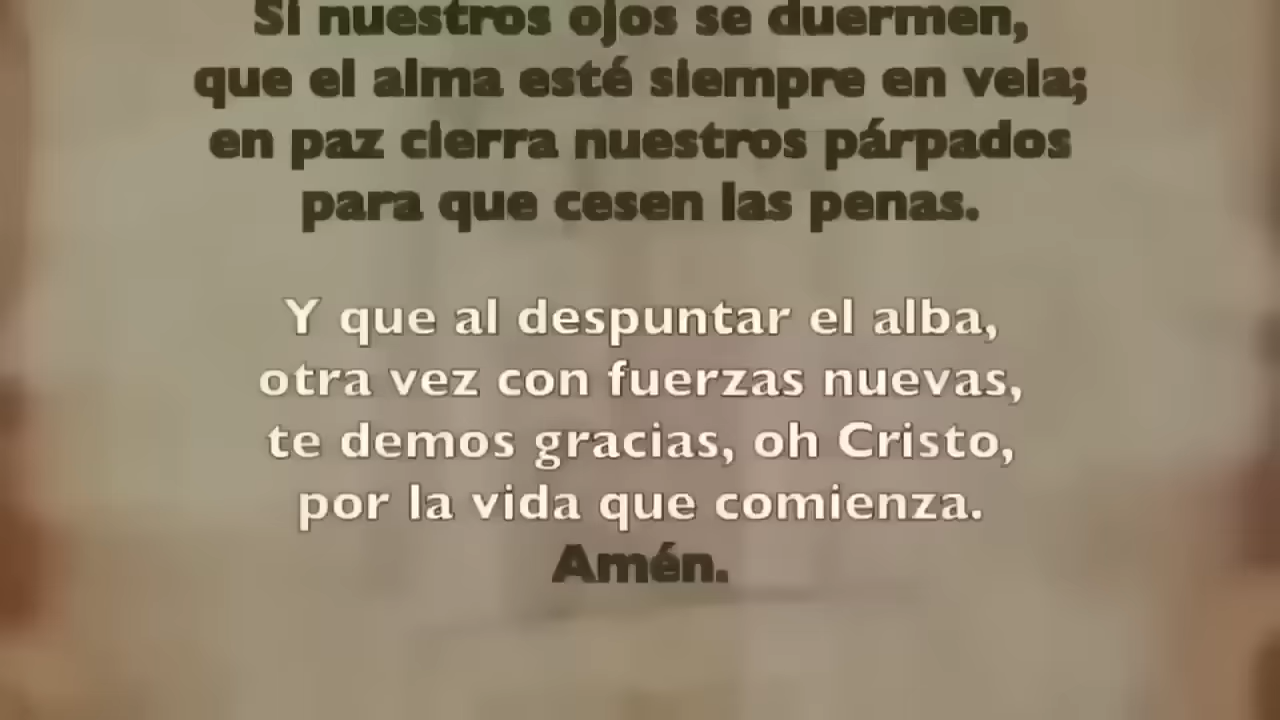 Si nuestros ojos se duermen,
que el alma esté siempre en vela;
en paz cierra nuestros párpados
para que cesen las penas.
Y que al despuntar el alba,
otra vez con fuerzas nuevas,
te demos gracias, oh Cristo,
por la vida que comienza.
Amén.